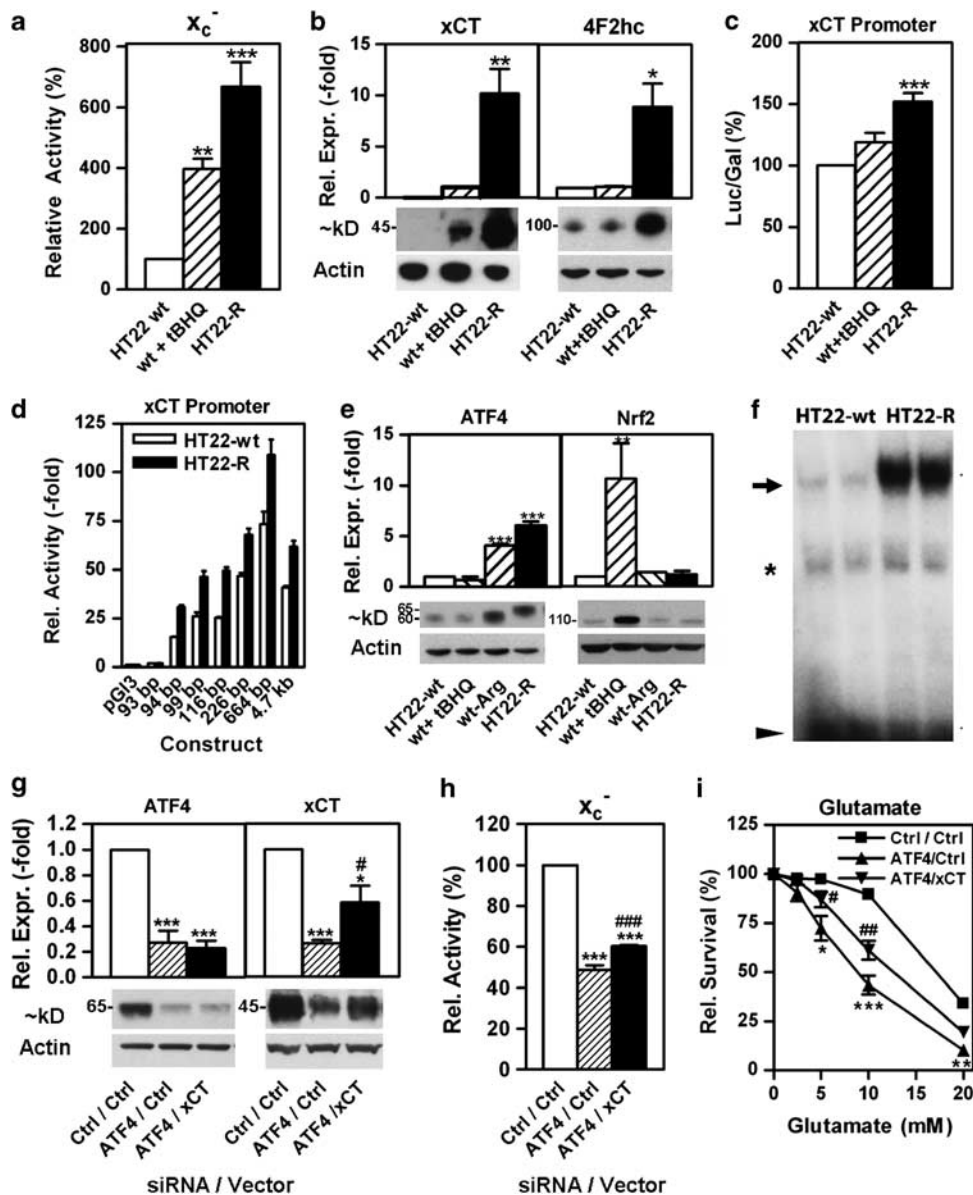 a
x_c^-
Relative Activity (%)
800
600
400
200
0
**
***
HT22 wt
wt + tBHQ
HT22-R
b
xCT
4F2hc
Rel. Expr. (-fold)
15
10
5
0
**
*
~kD
45
100
Actin
HT22-wt
wt+ tBHQ
HT22-R
HT22-wt
wt+tBHQ
HT22-R
c
xCT Promoter
Luc/Gal (%)
200
150
100
50
0
***
HT22-wt
wt+tBHQ
HT22-R
d
xCT Promoter
HT22-wt
HT22-R
Rel. Activity (-fold)
125
100
75
50
25
0
pGl3
93 bp
94 bp
99 bp
116 bp
226 bp
664 bp
4.7 kb
Construct
e
ATF4
Nrf2
Rel. Expr. (-fold)
15
10
5
0
***
***
**
~kD
65
60
110
Actin
HT22-wt
wt+ tBHQ
wt-Arg
HT22-R
HT22-wt
wt+ tBHQ
wt-Arg
HT22-R
f
HT22-wt HT22-R
*
g
ATF4
xCT
Rel. Expr. (-fold)
1.2
1.0
0.8
0.6
0.4
0.2
0.0
***
***
***
#
*
~kD
65
45
Actin
Ctrl / Ctrl
ATF4 / Ctrl
ATF4 / xCT
Ctrl / Ctrl
ATF4 / Ctrl
ATF4 /xCT
siRNA / Vector
h
x_c^-
Rel. Activity (%)
120
100
80
60
40
20
0
***
###
***
Ctrl / Ctrl
ATF4 / Ctrl
ATF4 / xCT
siRNA / Vector
i
Glutamate
Ctrl / Ctrl
ATF4/Ctrl
ATF4/xCT
Rel. Survival (%)
125
100
75
50
25
0
#
*
##
***
**
0
5
10
15
20
Glutamate (mM)